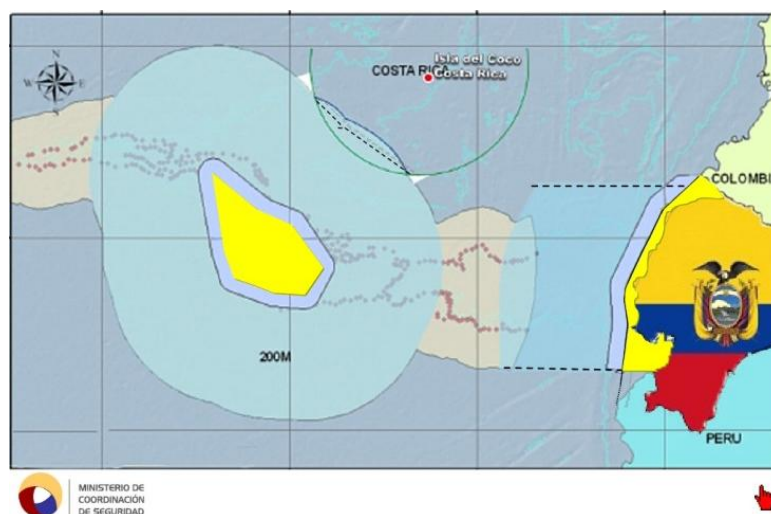 N
W E
S
Isla del Coco
COSTA RICA
Costa Rica
COLOMBI
200M
PERU
MINISTERIO DE
COORDINACIÓN
DE SEGURIDAD